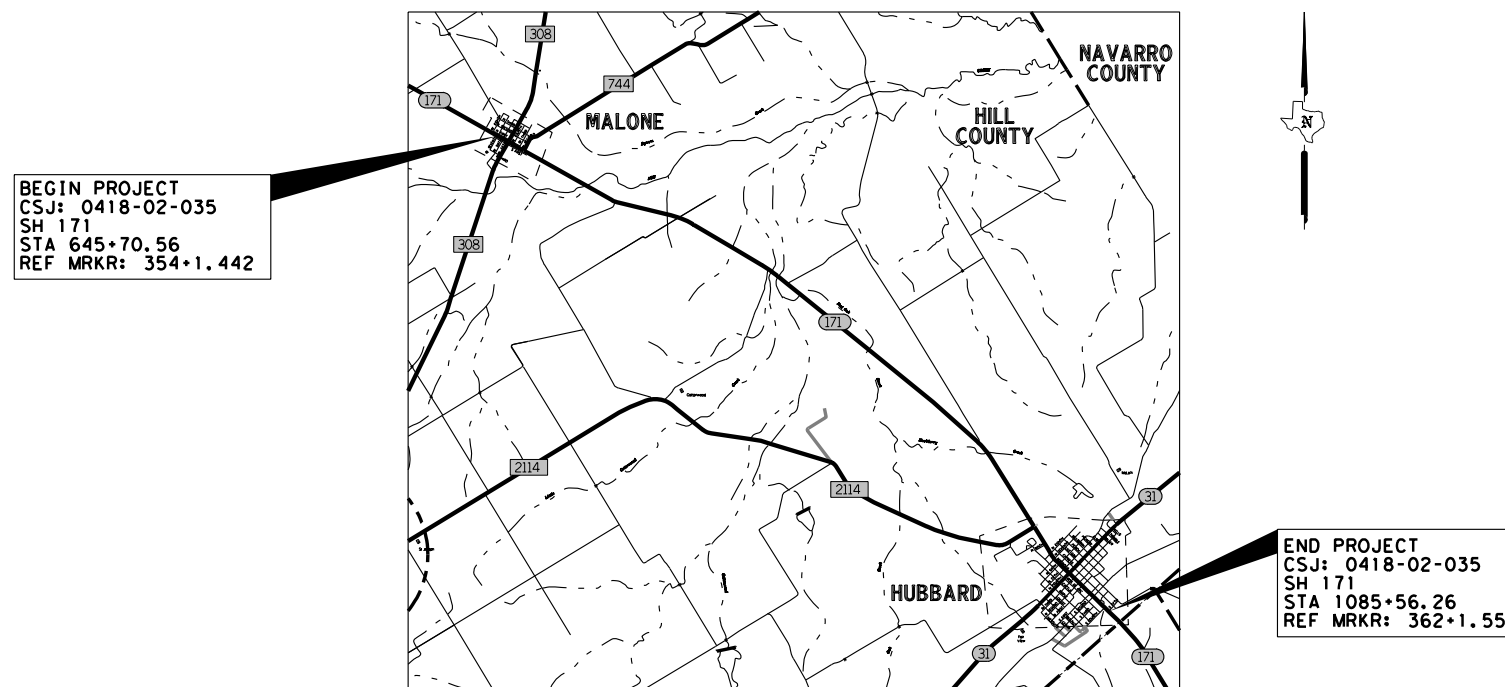 308
744
171
MALONE
NAVARRO
COUNTY
HILL
COUNTY
N
BEGIN PROJECT
CSJ: 0418-02-035
SH 171
STA 645+70.56
REF MRKR: 354+1.442
308
171
2114
2114
31
HUBBARD
END PROJECT
CSJ: 0418-02-035
SH 171
STA 1085+56.26
REF MRKR: 362+1.55
31
171